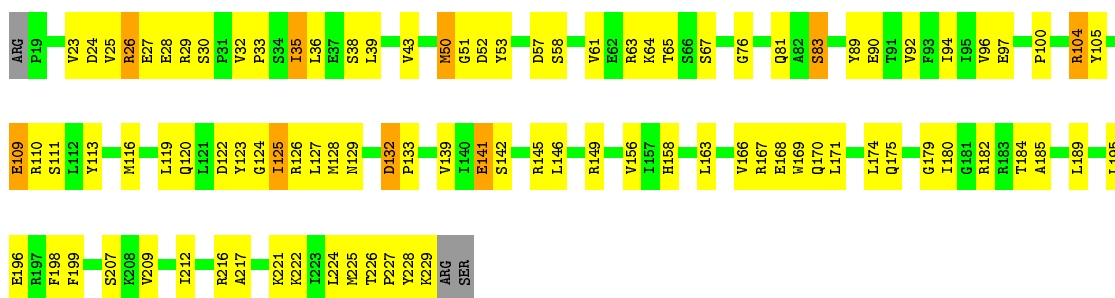 ARG P19 V23 D24 V25 R26 E27 E28 R29 S30 P31 V32 P33 S34 I35 L36 E37 S38 L39 V43 M50 G51 D52 Y53 D57 S58 V61 E62 R63 K64 T65 S66 S67 G76 Q81 A82 S83 Y89 E90 T91 V92 F93 I94 I95 V96 E97 P100 R104 Y105
E109 R110 S111 L112 Y113 M116 L119 Q120 L121 D122 Y123 G124 I125 R126 L127 M128 N129 D132 P133 V139 I140 E141 S142 R145 L146 R149 V156 I157 H158 L163 V166 R167 E168 W169 Q170 L171 L174 Q175 G179 I180 G181 R182 R183 T184 A185 L189 L195
E196 R197 F198 F199 S207 K208 V209 I212 R216 A217 K221 K222 I223 L224 M225 T226 P227 Y228 K229 ARG SER